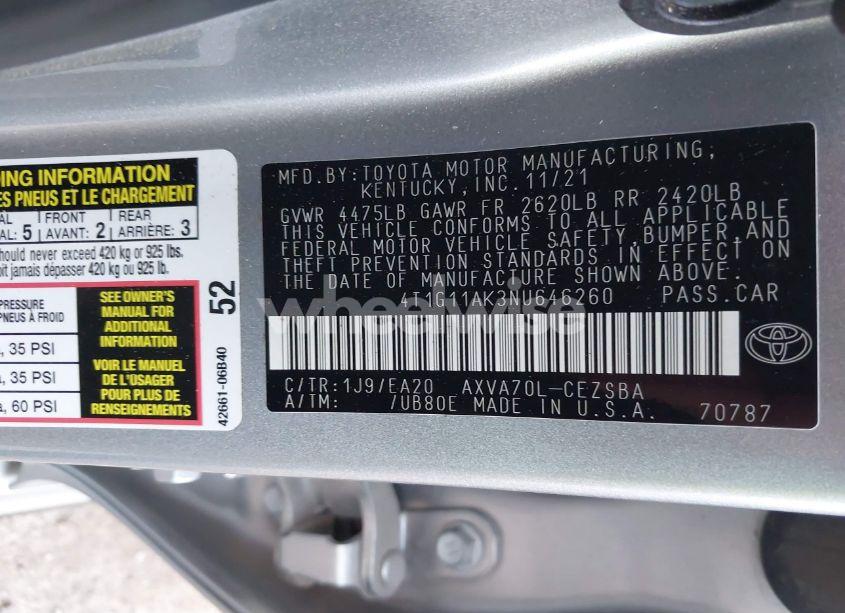 ING INFORMATION
ES PNEUS ET LE CHARGEMENT
AL FRONT REAR
AL: 5 AVANT: 2 ARRIÈRE: 3
hould never exceed 420 kg or 925 lbs.
oit jamais dépasser 420 kg ou 925 lb.
PRESSURE
PNEUS À FROID
, 35 PSI
, 35 PSI
a, 60 PSI
SEE OWNER'S
MANUAL FOR
ADDITIONAL
INFORMATION
VOIR LE MANUEL
DE L'USAGER
POUR PLUS DE
RENSEIGNEMENTS
52
42661-06B40
MFD.BY:TOYOTA MOTOR MANUFACTURING,
KENTUCKY,INC.11/21
GVWR 4475LB GAWR FR 2620LB RR 2420LB
THIS VEHICLE CONFORMS TO ALL APPLICABLE
FEDERAL MOTOR VEHICLE SAFETY,BUMPER,AND
THEFT PREVENTION STANDARDS IN EFFECT ON
THE DATE OF MANUFACTURE SHOWN ABOVE.
4T1G11AK3NU646260 PASS.CAR
C/TR:1J9/EA20 AXVA70L-CEZSBA
A/TM: /UB80E MADE IN U.S.A. 70787
wheelwise